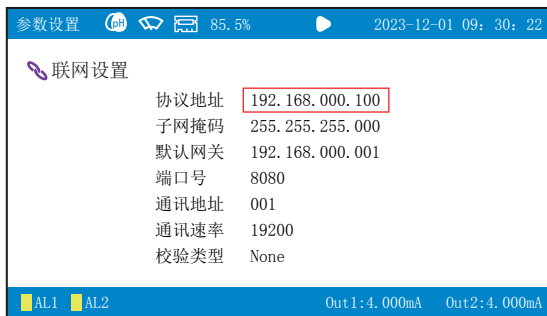 参数设置 pH 85.5% 2023-12-01 09: 30: 22
联网设置
协议地址 192.168.000.100
子网掩码 255.255.255.000
默认网关 192.168.000.001
端口号 8080
通讯地址 001
通讯速率 19200
校验类型 None
AL1 AL2 Out1:4.000mA Out2:4.000mA